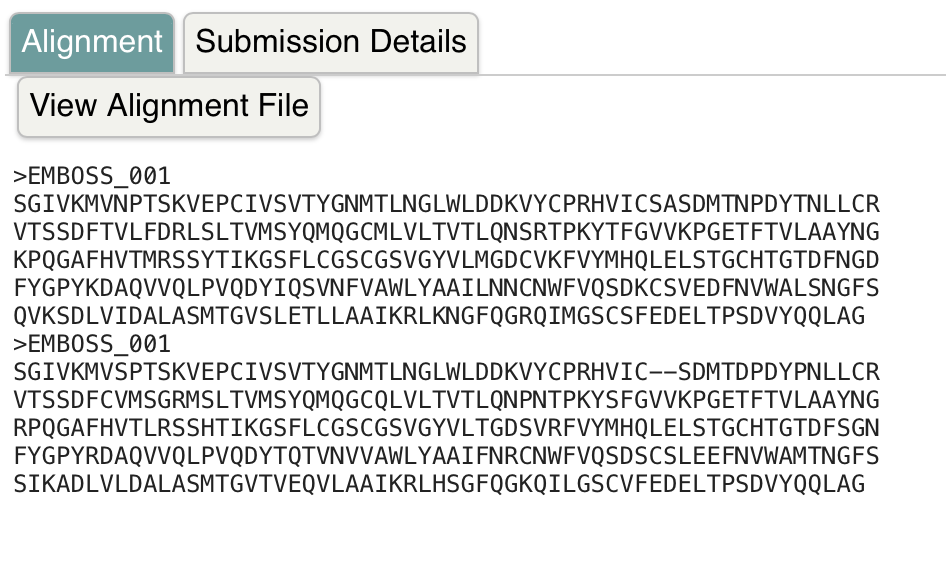 Alignment
Submission Details
View Alignment File
>EMBOSS_001
SGIVKMVNPTSKVEPCIVSVTYGNMTLNGLWLDDKVYCPRHVICSASDMTNPDYTNLLCR
VTSSDFTVLFDRLSLTVMSYQMQGCMLVLTVTLQNSRTPKYTFGVVKPGETFTVLAAYNG
KPQGAFHVTMRSSYTIKGSFLCGSCGSVGYVLMGDCVKFVYMHQLELSTGCHTGTDFNGD
FYGPYKDAQVVQLPVQDYIQSVNFVAWLYAAILNNCNWFVQSDKCSVEDFNVWALSNGFS
QVKSDLVIDALASMTGVSLETLLAAIKRLKNGFQGRQIMGSCSFEDELTPSDVYQQLAG
>EMBOSS_001
SGIVKMVSPTSKVEPCIVSVTYGNMTLNGLWLDDKVYCPRHVIC--SDMTDPDYPNLLCR
VTSSDFCVMSGRMSLTVMSYQMQGCQLVLTVTLQNPNTPKYSFGVVKPGETFTVLAAYNG
RPQGAFHVTLRSSHTIKGSFLCGSCGSVGYVLTGDSVRFVYMHQLELSTGCHTGTDFSGN
FYGPYRDAQVVQLPVQDYTQTVNVVAWLYAAIFNRCNWFVQSDSCSLEEFNVWAMTNGFS
SIKADLVLDALASMTGVTVEQVLAAIKRLHSGFQGKQILGSCVFEDELTPSDVYQQLAG